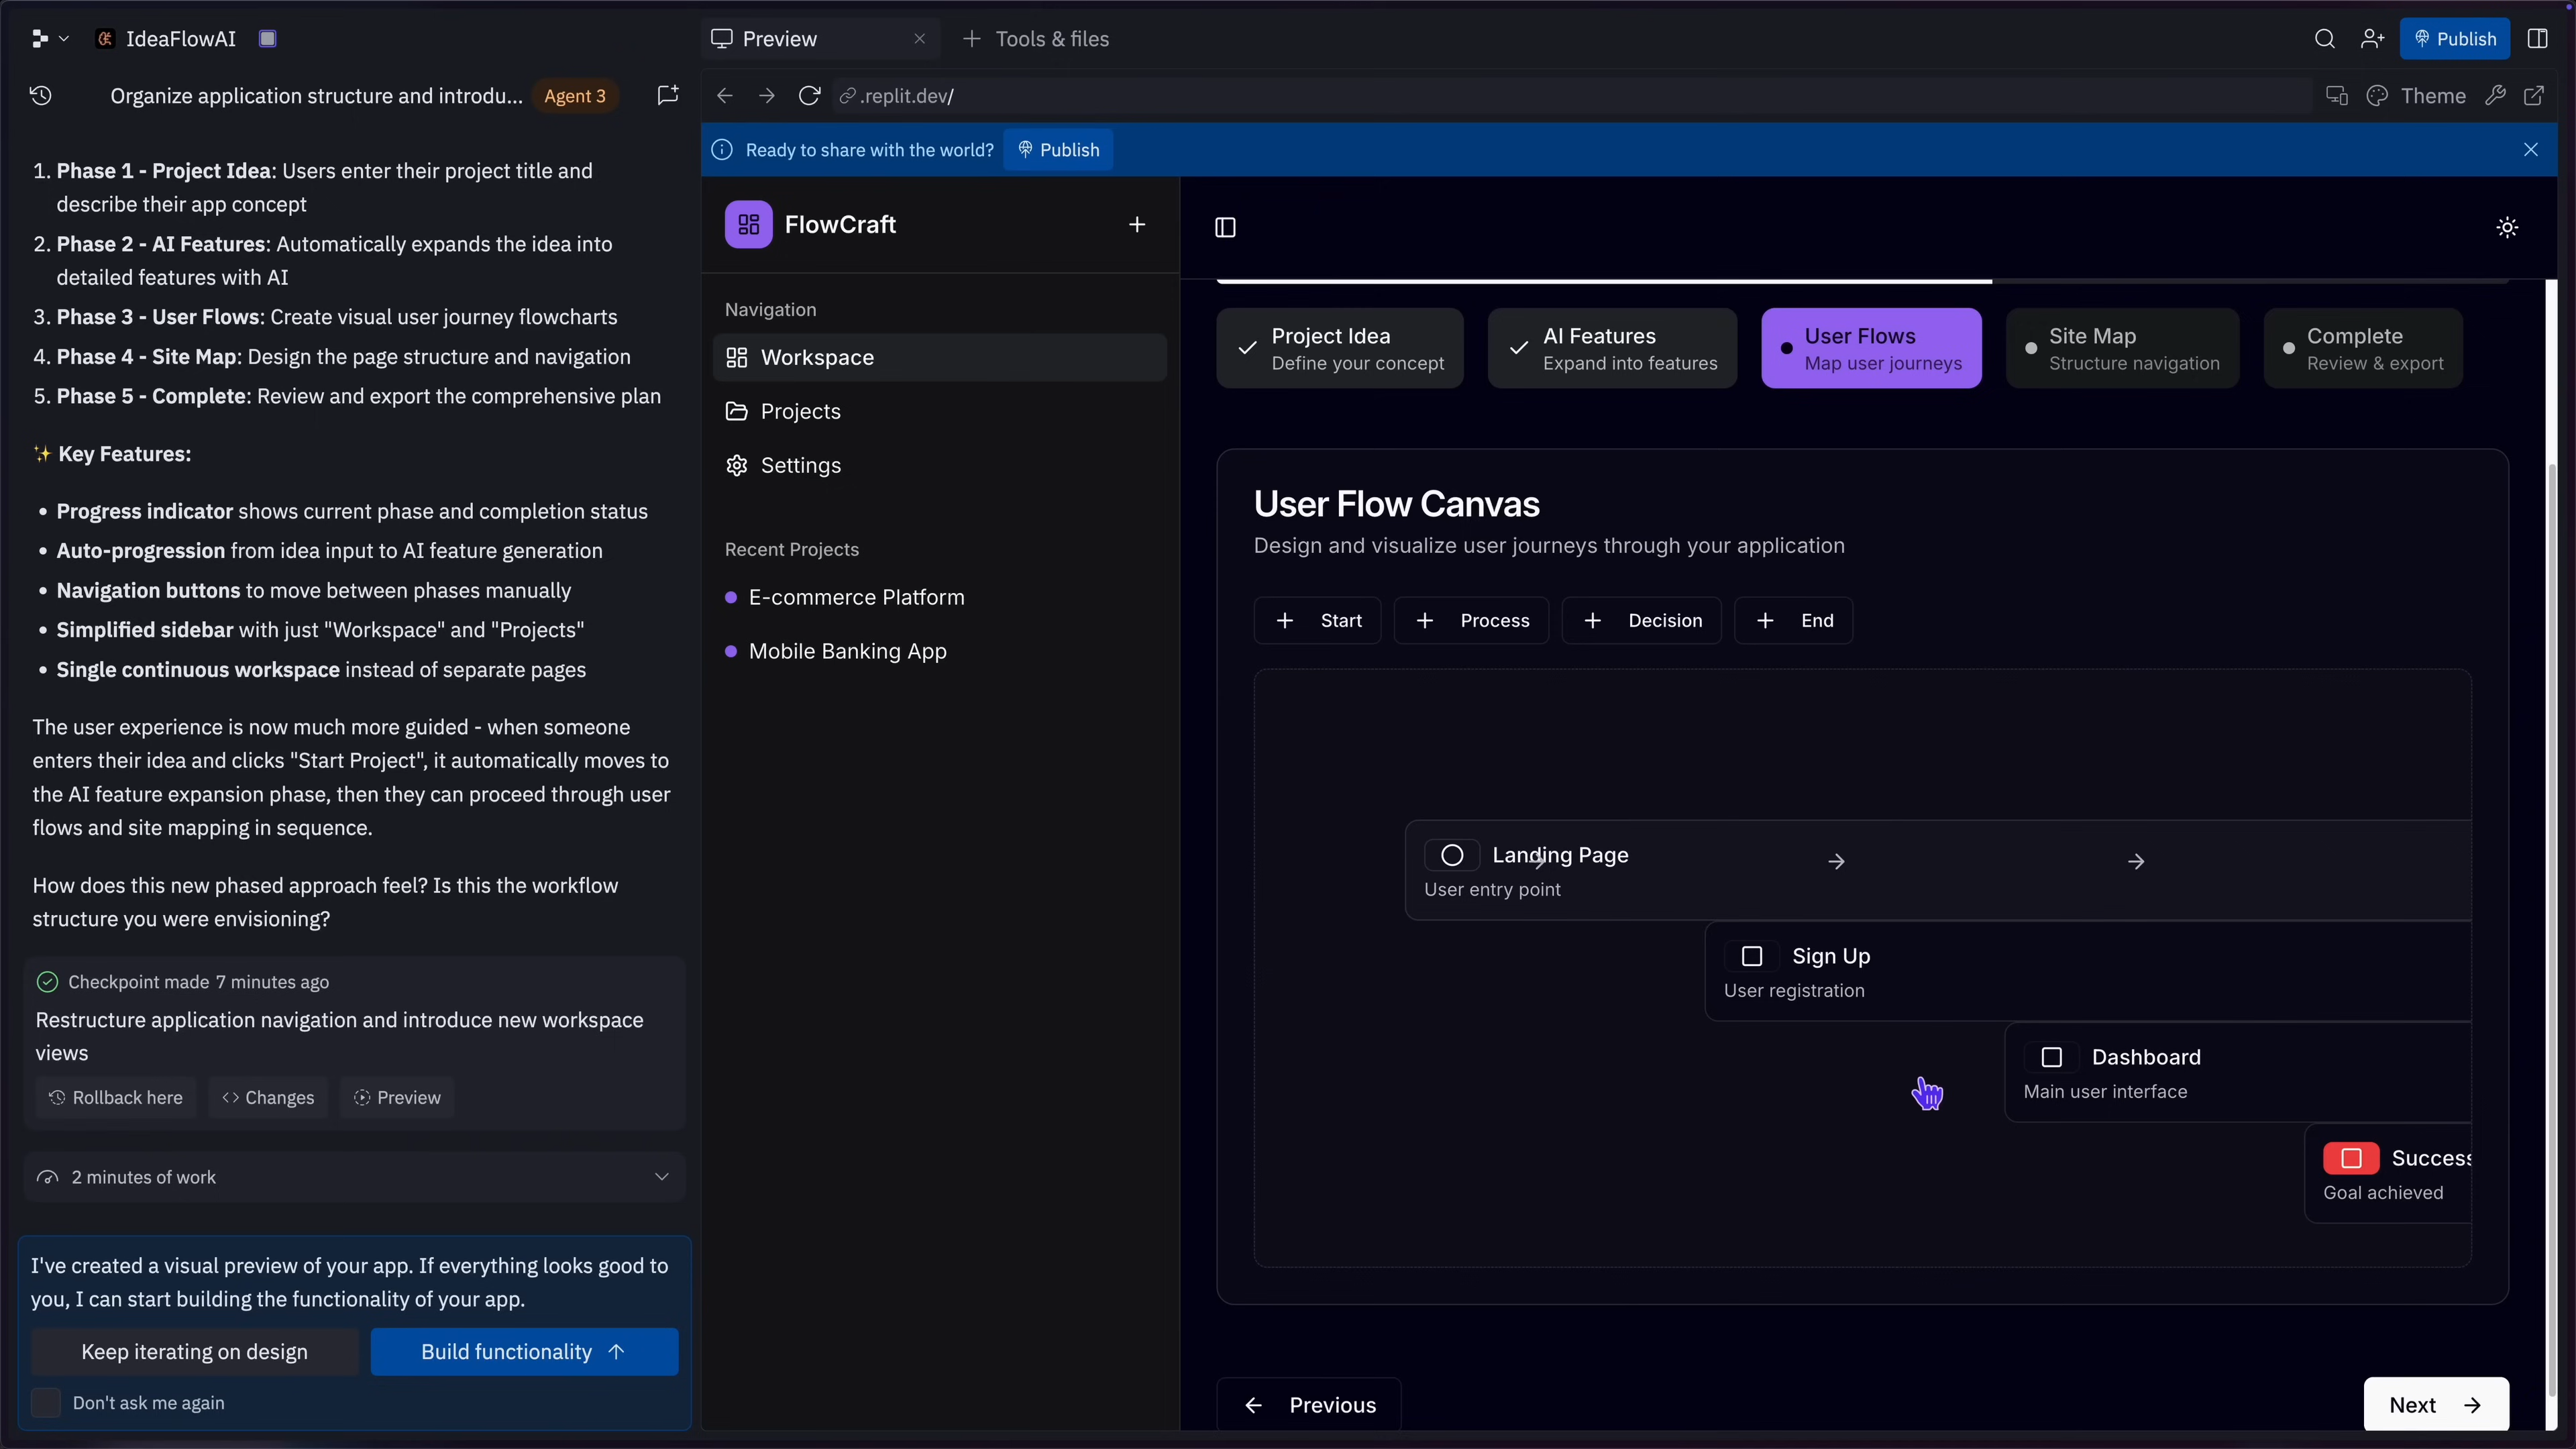 IdeaFlowAI
Preview
Tools & files
Publish
Organize application structure and introdu...
Agent 3
.replit.dev/
Theme
Ready to share with the world?
Publish
1. Phase 1 - Project Idea: Users enter their project title and
describe their app concept
2. Phase 2 - AI Features: Automatically expands the idea into
detailed features with AI
3. Phase 3 - User Flows: Create visual user journey flowcharts
4. Phase 4 - Site Map: Design the page structure and navigation
5. Phase 5 - Complete: Review and export the comprehensive plan
✨ Key Features:
• Progress indicator shows current phase and completion status
• Auto-progression from idea input to AI feature generation
• Navigation buttons to move between phases manually
• Simplified sidebar with just "Workspace" and "Projects"
• Single continuous workspace instead of separate pages
The user experience is now much more guided - when someone
enters their idea and clicks "Start Project", it automatically moves to
the AI feature expansion phase, then they can proceed through user
flows and site mapping in sequence.
How does this new phased approach feel? Is this the workflow
structure you were envisioning?
Checkpoint made 7 minutes ago
Restructure application navigation and introduce new workspace
views
Rollback here
Changes
Preview
2 minutes of work
I've created a visual preview of your app. If everything looks good to
you, I can start building the functionality of your app.
Keep iterating on design
Build functionality
Don't ask me again
FlowCraft
Navigation
Workspace
Projects
Settings
Recent Projects
E-commerce Platform
Mobile Banking App
Project Idea
Define your concept
AI Features
Expand into features
User Flows
Map user journeys
Site Map
Structure navigation
Complete
Review & export
User Flow Canvas
Design and visualize user journeys through your application
Start
Process
Decision
End
Landing Page
User entry point
Sign Up
User registration
Dashboard
Main user interface
Success
Goal achieved
Previous
Next